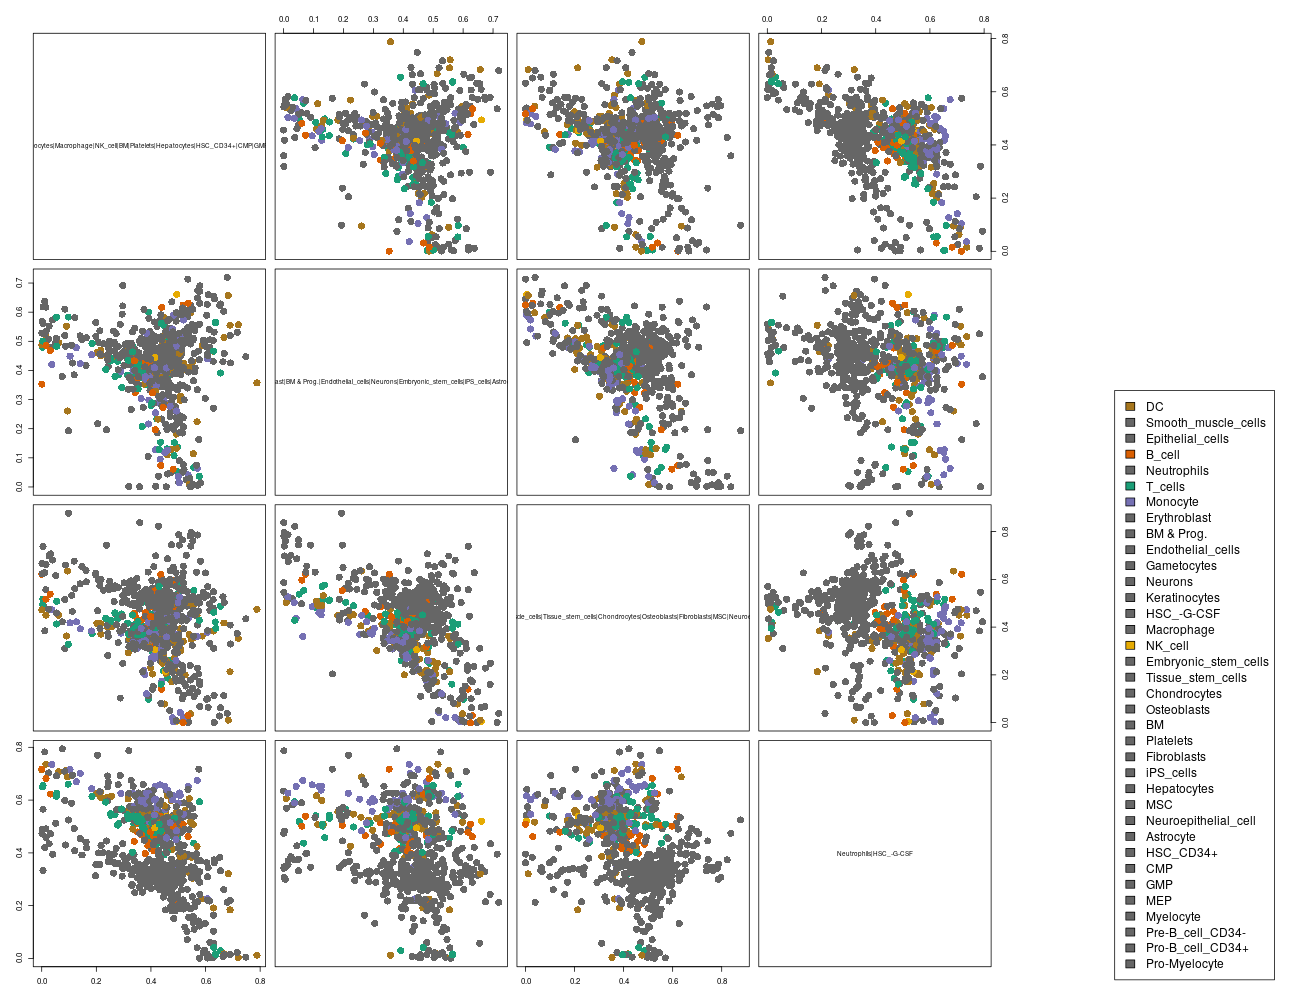 0.0 0.1 0.2 0.3 0.4 0.5 0.6 0.7
0.0 0.2 0.4 0.6 0.8
0.0 0.2 0.4 0.6 0.8
ocytes|Macrophage|NK_cell|BM|Platelets|Hepatocytes|HSC_CD34+|CMP|GM
0.0 0.1 0.2 0.3 0.4 0.5 0.6 0.7
ast|BM & Prog.|Endothelial_cells|Neurons|Embryonic_stem_cells|iPS_cells|Astro
cle_cells|Tissue_stem_cells|Chondrocytes|Osteoblasts|Fibroblasts|MSC|Neuroe
0.0 0.2 0.4 0.6 0.8
0.0 0.2 0.4 0.6 0.8
Neutrophils|HSC_-G-CSF
0.0 0.2 0.4 0.6 0.8
0.0 0.2 0.4 0.6 0.8
DC
Smooth_muscle_cells
Epithelial_cells
B_cell
Neutrophils
T_cells
Monocyte
Erythroblast
BM & Prog.
Endothelial_cells
Gametocytes
Neurons
Keratinocytes
HSC_-G-CSF
Macrophage
NK_cell
Embryonic_stem_cells
Tissue_stem_cells
Chondrocytes
Osteoblasts
BM
Platelets
Fibroblasts
iPS_cells
Hepatocytes
MSC
Neuroepithelial_cell
Astrocyte
HSC_CD34+
CMP
GMP
MEP
Myelocyte
Pre-B_cell_CD34-
Pro-B_cell_CD34+
Pro-Myelocyte